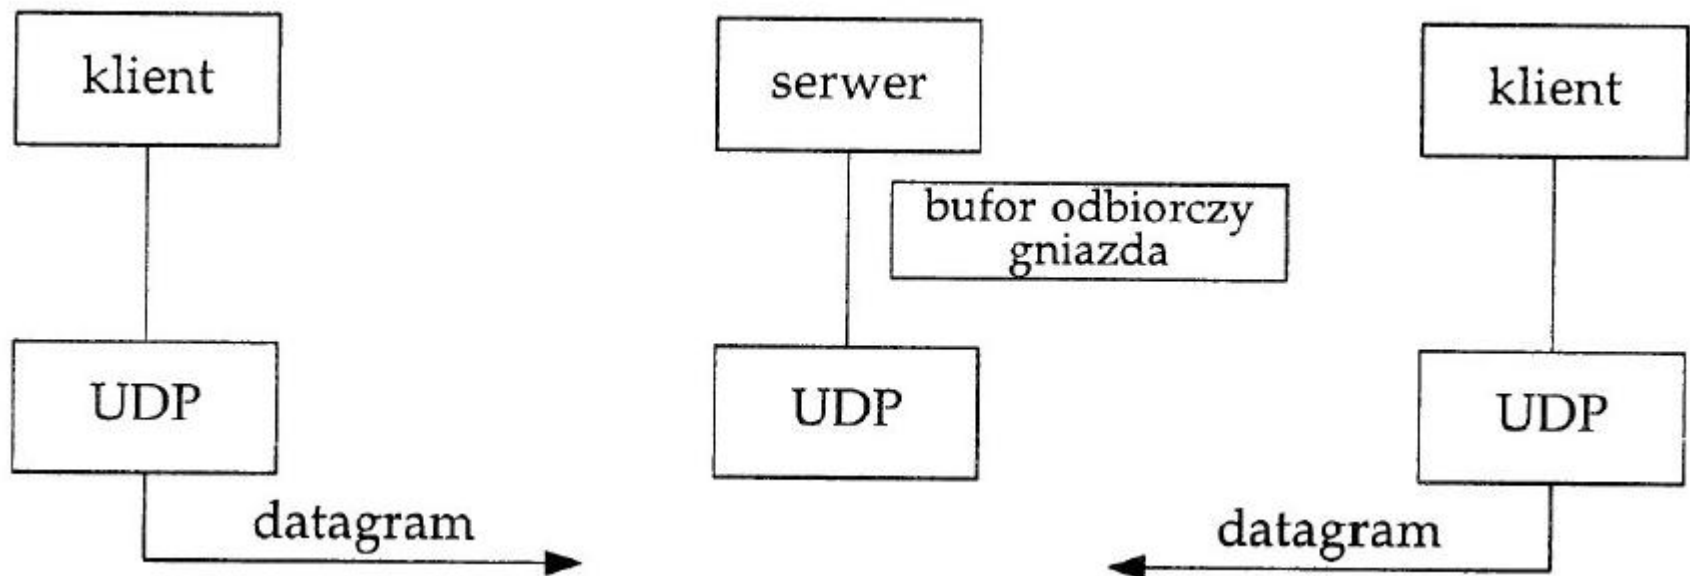 klient
serwer
klient
bufor odbiorczy
gniazda
UDP
UDP
UDP
datagram
datagram